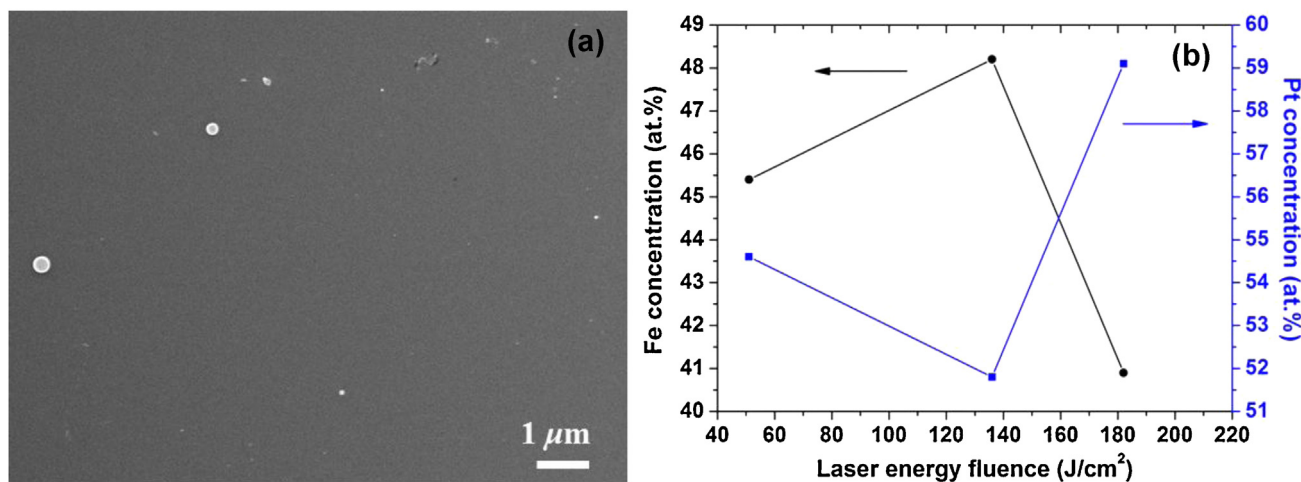 (a)
1 μm
(b)
Fe concentration (at.%)
49
48
47
46
45
44
43
42
41
40
60
59
58
57
56
55
54
53
52
51
Pt concentration (at.%)
40 60 80 100 120 140 160 180 200 220
Laser energy fluence (J/cm²)